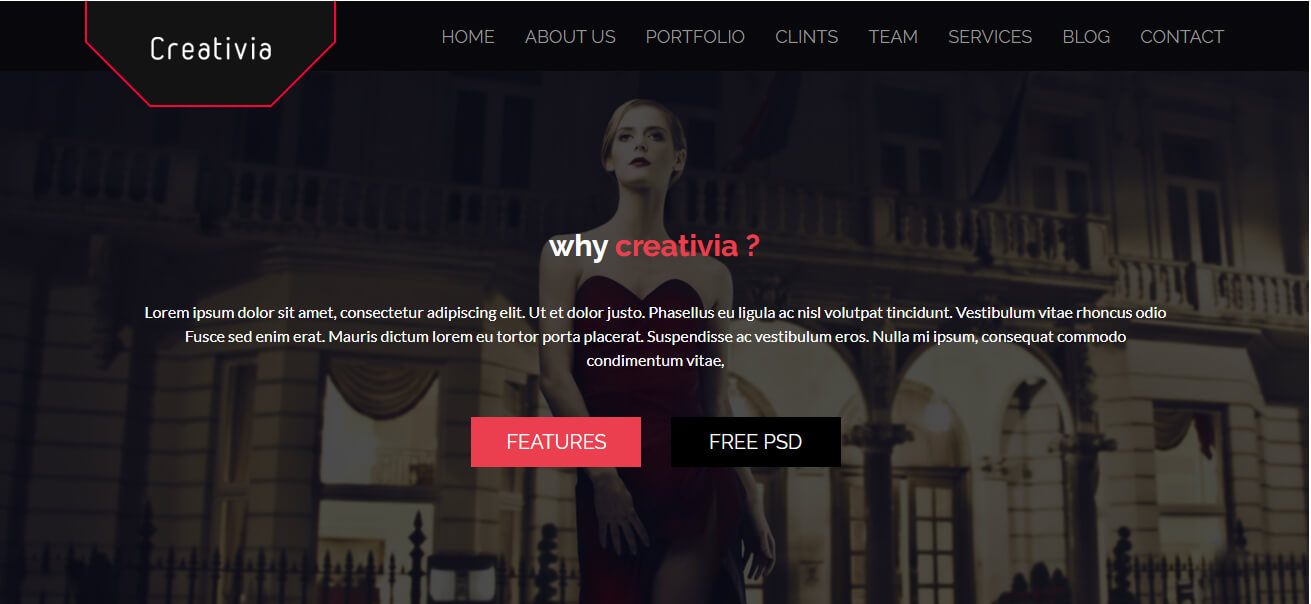 Creativia
HOME ABOUT US PORTFOLIO CLINTS TEAM SERVICES BLOG CONTACT
why creativia ?
Lorem ipsum dolor sit amet, consectetur adipiscing elit. Ut et dolor justo. Phasellus eu ligula ac nisl volutpat tincidunt. Vestibulum vitae rhoncus odio
Fusce sed enim erat. Mauris dictum lorem eu tortor porta placerat. Suspendisse ac vestibulum eros. Nulla mi ipsum, consequat commodo
condimentum vitae,
FEATURES FREE PSD